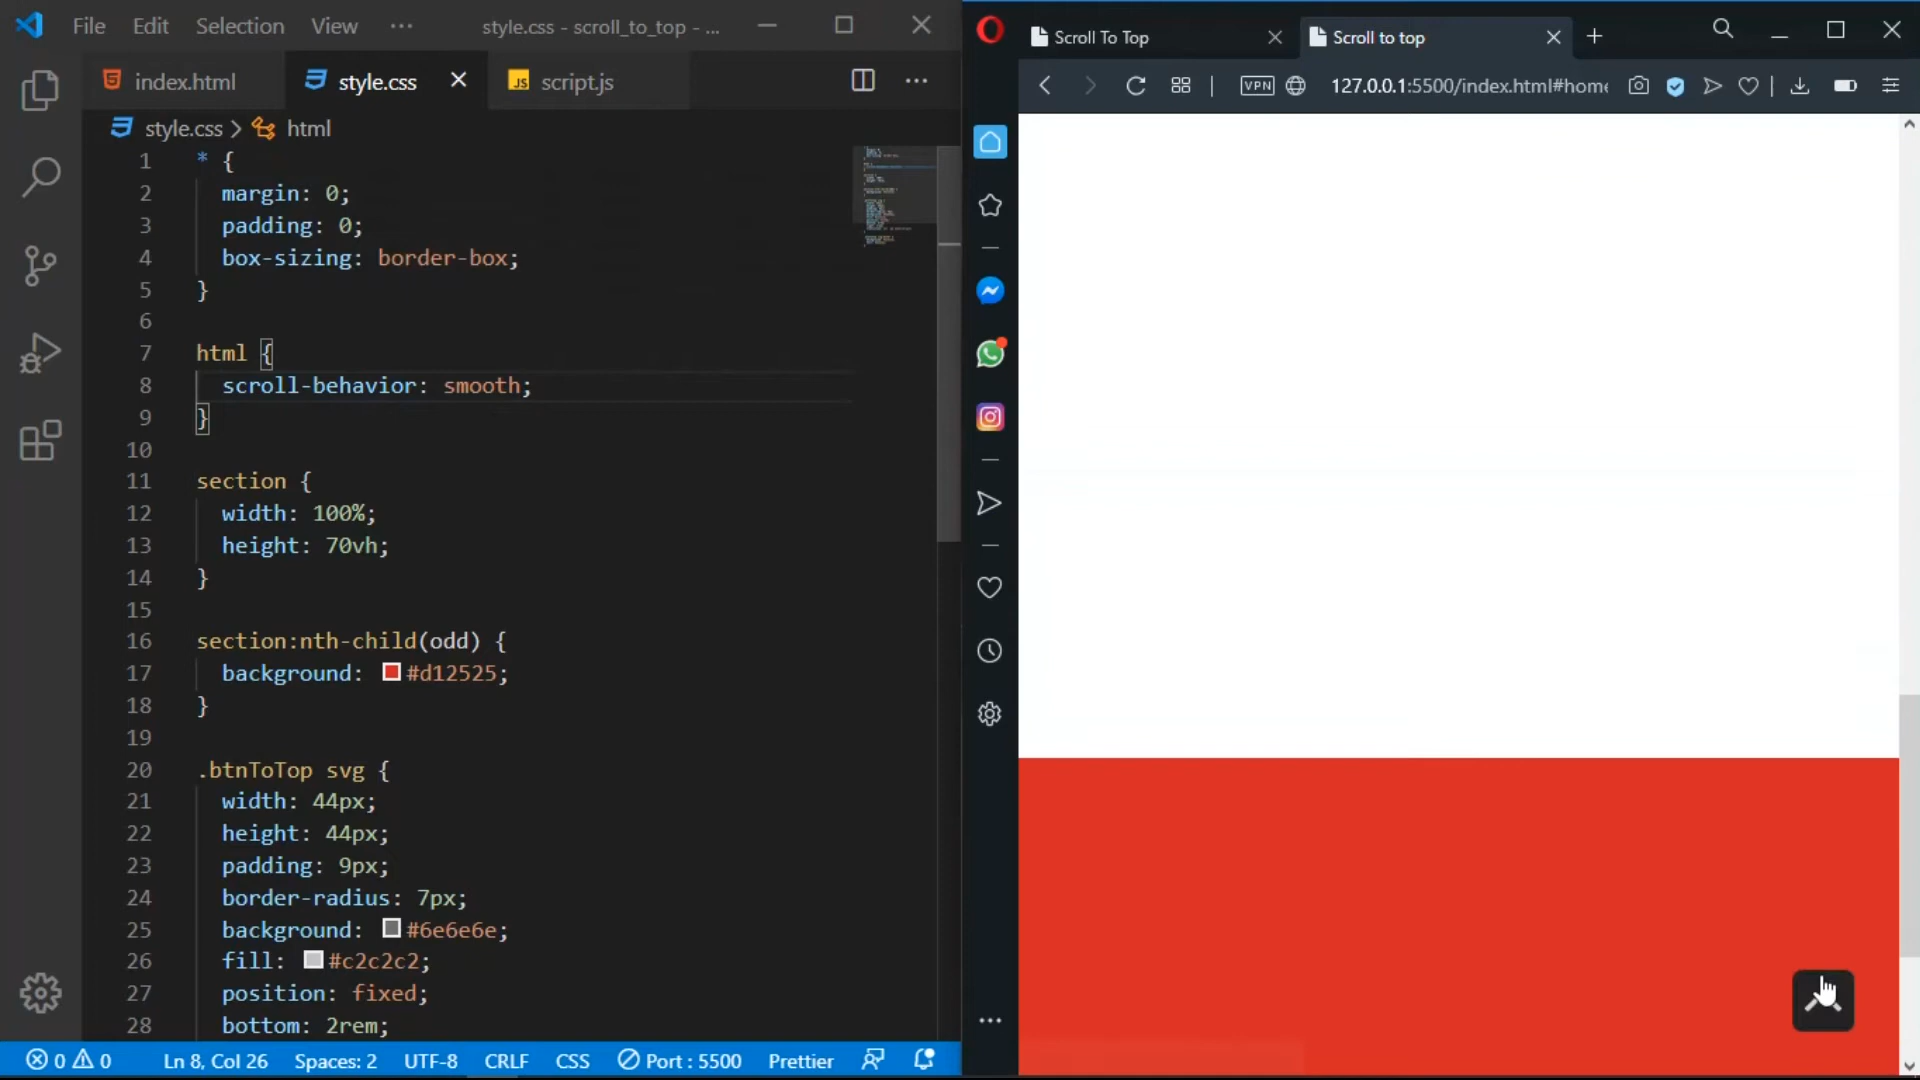 File Edit Selection View ··· style.css - scroll_to_top - ...
index.html style.css JS script.js
style.css > html
1 * {
2 margin: 0;
3 padding: 0;
4 box-sizing: border-box;
5 }
6
7 html {
8 scroll-behavior: smooth;
9 }
10
11 section {
12 width: 100%;
13 height: 70vh;
14 }
15
16 section:nth-child(odd) {
17 background: #d12525;
18 }
19
20 .btnToTop svg {
21 width: 44px;
22 height: 44px;
23 padding: 9px;
24 border-radius: 7px;
25 background: #6e6e6e;
26 fill: #c2c2c2;
27 position: fixed;
28 bottom: 2rem;
0 0 Ln 8, Col 26 Spaces: 2 UTF-8 CRLF CSS Port : 5500 Prettier
Scroll To Top Scroll to top
VPN 127.0.0.1:5500/index.html#home